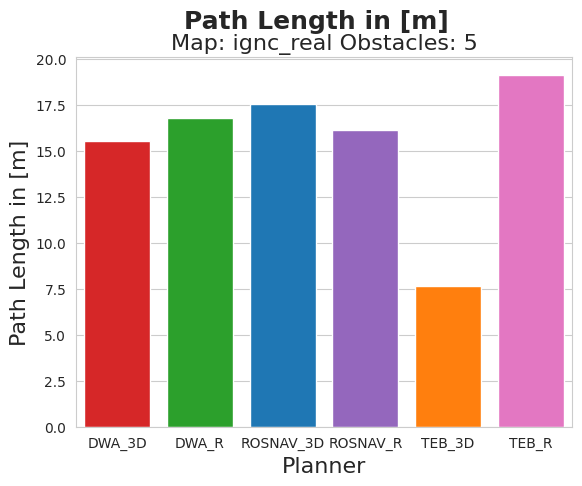 Path Length in [m]
Map: ignc_real Obstacles: 5
Path Length in [m]
20.0
17.5
15.0
12.5
10.0
7.5
5.0
2.5
0.0
DWA_3D DWA_R ROSNAV_3D ROSNAV_R TEB_3D TEB_R
Planner